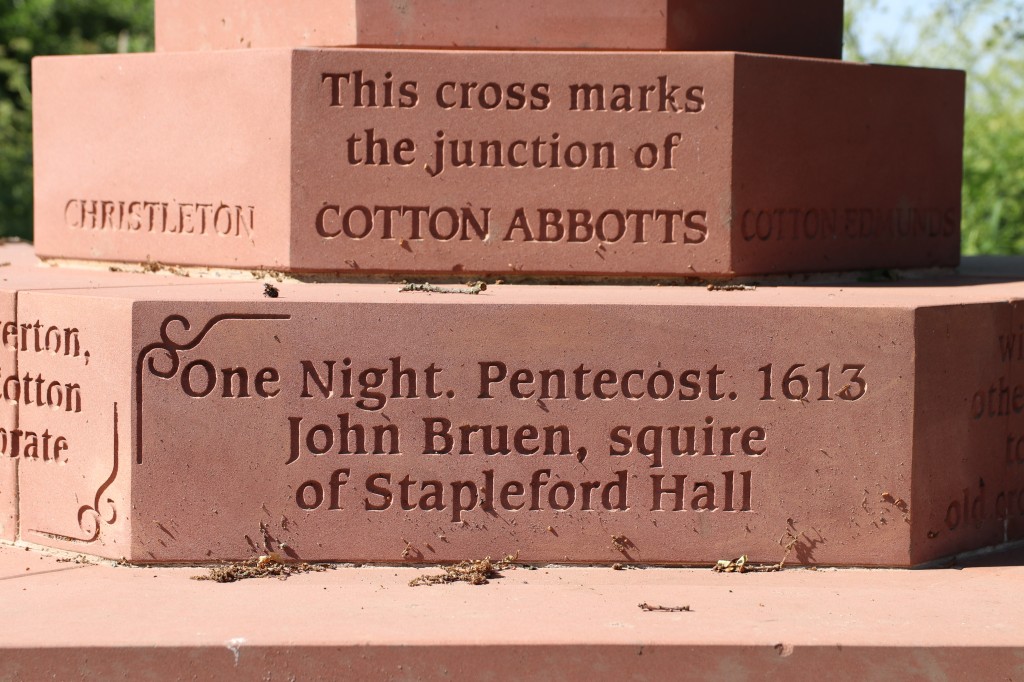 This cross marks
the junction of
CHRISTLETON
COTTON ABBOTTS
COTTON EDMUNDS
One Night. Pentecost. 1613
John Bruen, squire
of Stapleford Hall